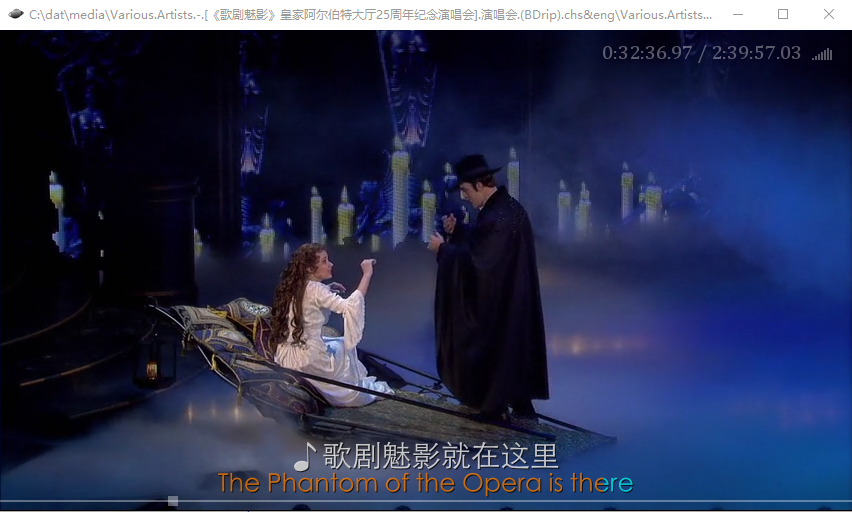 C:\dat\media\Various.Artists.-.[《歌剧魅影》皇家阿尔伯特大厅25周年纪念演唱会].演唱会.(BDrip).chs&eng\Various.Artists...
0:32:36.97 / 2:39:57.03
♪歌剧魅影就在这里
The Phantom of the Opera is there